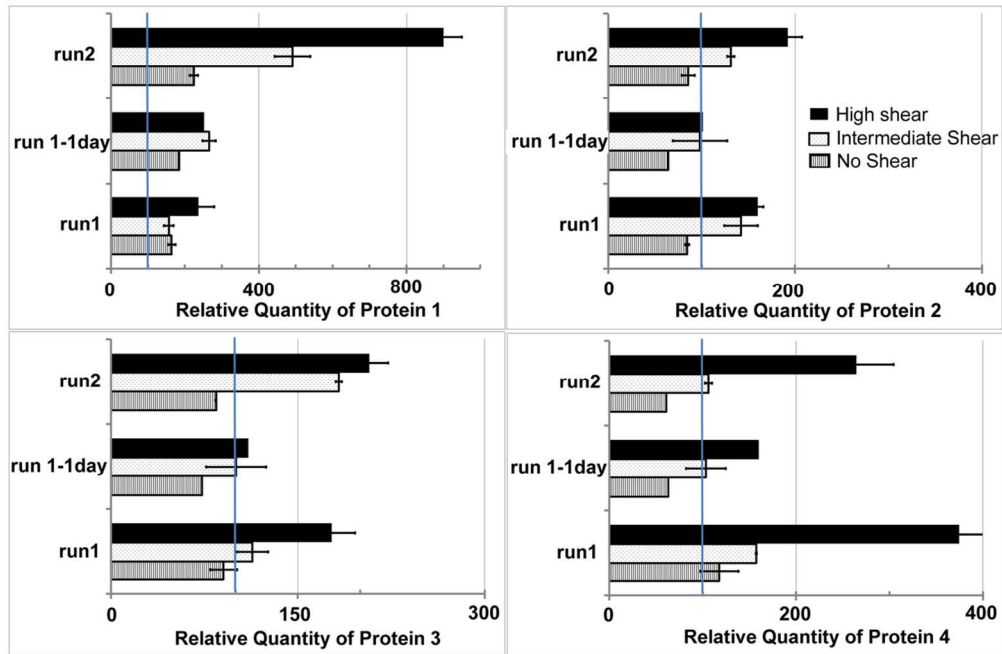 run2
run 1-1day
run1
0
400
800
Relative Quantity of Protein 1
run2
run 1-1day
run1
High shear
Intermediate Shear
No Shear
0
200
400
Relative Quantity of Protein 2
run2
run 1-1day
run1
0
150
300
Relative Quantity of Protein 3
run2
run 1-1day
run1
0
200
400
Relative Quantity of Protein 4